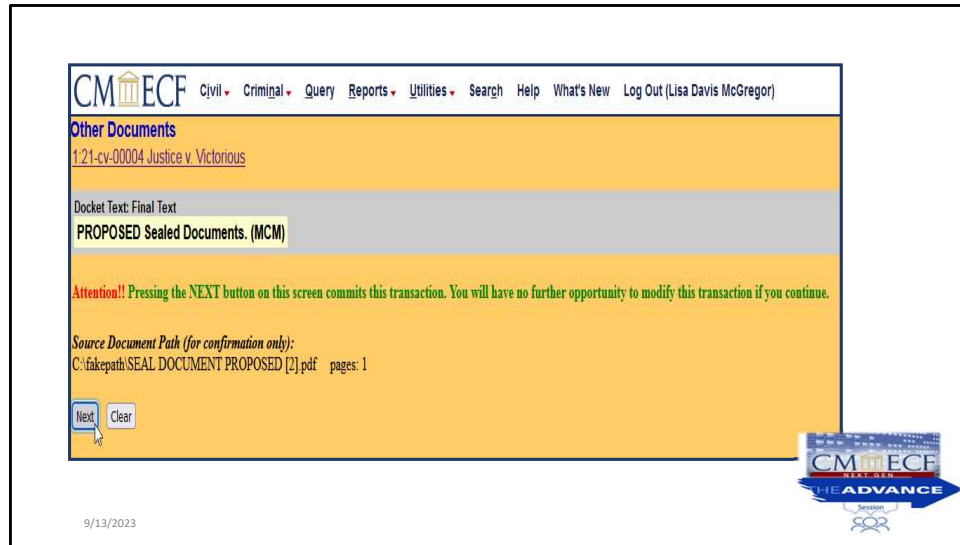 CM ECF Civil Criminal Query Reports Utilities Search Help What's New Log Out (Lisa Davis McGregor)
Other Documents
1:21-cv-00004 Justice v. Victorious
Docket Text: Final Text
PROPOSED Sealed Documents. (MCM)
Attention!! Pressing the NEXT button on this screen commits this transaction. You will have no further opportunity to modify this transaction if you continue.
Source Document Path (for confirmation only):
C:\fakepath\SEAL DOCUMENT PROPOSED [2].pdf pages: 1
Next Clear
CM ECF
NEXT GEN
THE ADVANCE
Session
9/13/2023